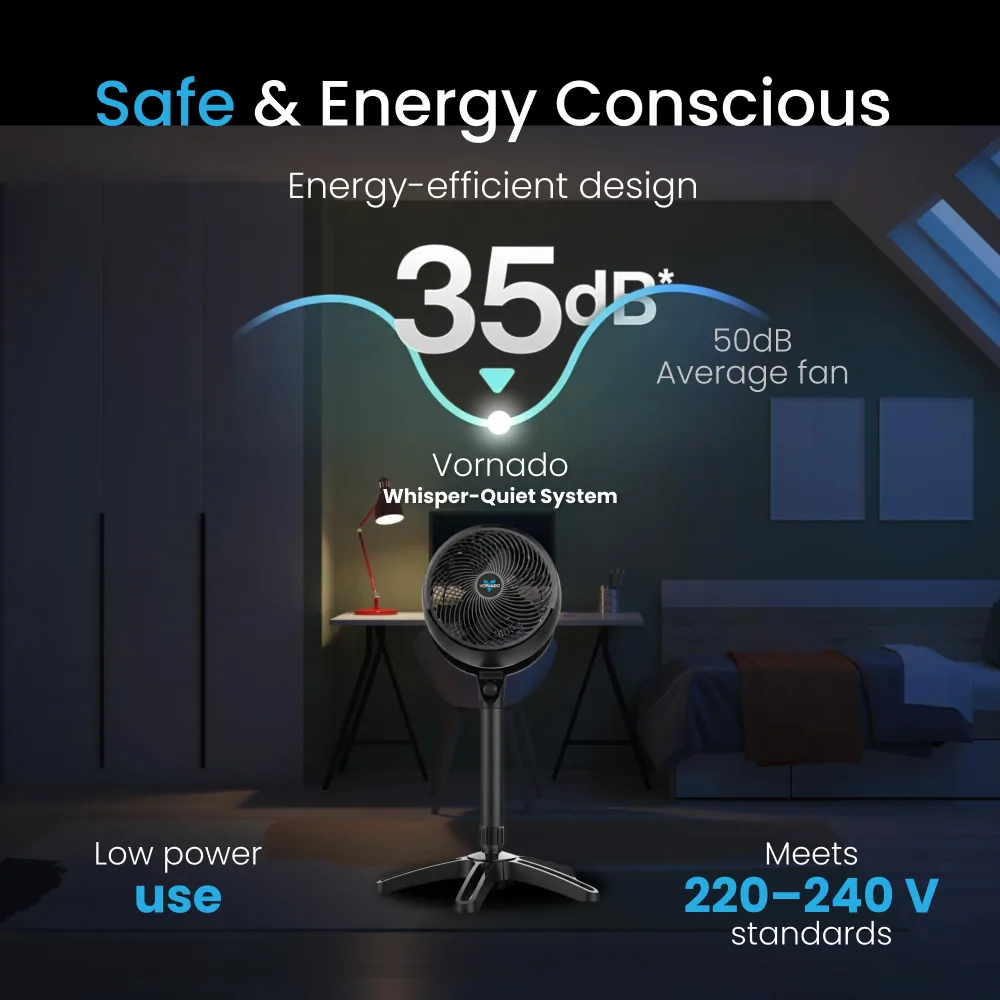 Safe & Energy Conscious
Energy-efficient design
35dB*
50dB
Average fan
Vornado
Whisper-Quiet System
VORNADO
Low power
use
Meets
220–240 V
standards